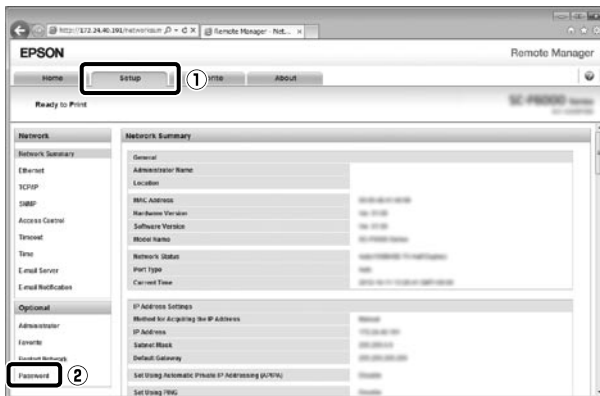 http://172.24.40.191/networksum
Remote Manager - Net...
EPSON
Remote Manager
Home
Setup
①
About
Ready to Print
Network
Network Summary
Ethernet
TCP/IP
SNMP
Access Control
Timeout
Time
E-mail Server
E-mail Notification
Optional
Administrator
Favorite
Password
②
Network Summary
General
Administrator Name
Location
MAC Address
Hardware Version
Software Version
Model Name
Network Status
Port Type
Current Time
IP Address Settings
Method for Acquiring the IP Address
IP Address
Subnet Mask
Default Gateway
Set Using Automatic Private IP Addressing (APIPA)
Set Using PING